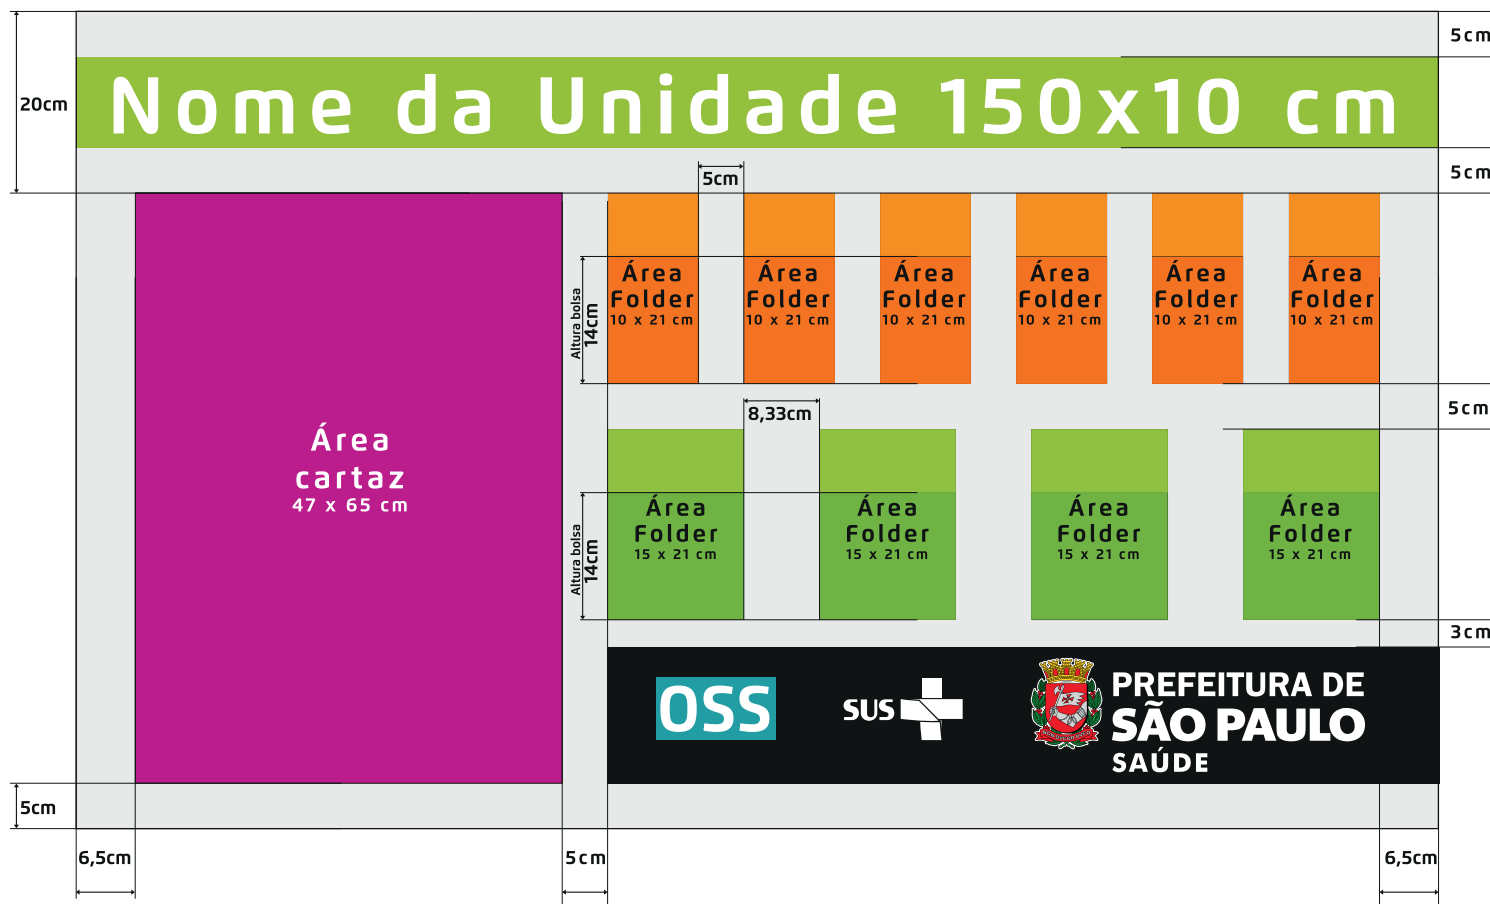 5cm
Nome da Unidade 150x10 cm
20cm
5cm
5cm
Área
Folder
10 x 21 cm
Área
Folder
10 x 21 cm
Área
Folder
10 x 21 cm
Área
Folder
10 x 21 cm
Área
Folder
10 x 21 cm
Área
Folder
10 x 21 cm
Altura bolsa
14cm
5cm
8,33cm
Área
cartaz
47 x 65 cm
Área
Folder
15 x 21 cm
Área
Folder
15 x 21 cm
Área
Folder
15 x 21 cm
Área
Folder
15 x 21 cm
Altura bolsa
14cm
3cm
OSS
SUS
PREFEITURA DE
SÃO PAULO
SAÚDE
5cm
6,5cm
5cm
6,5cm